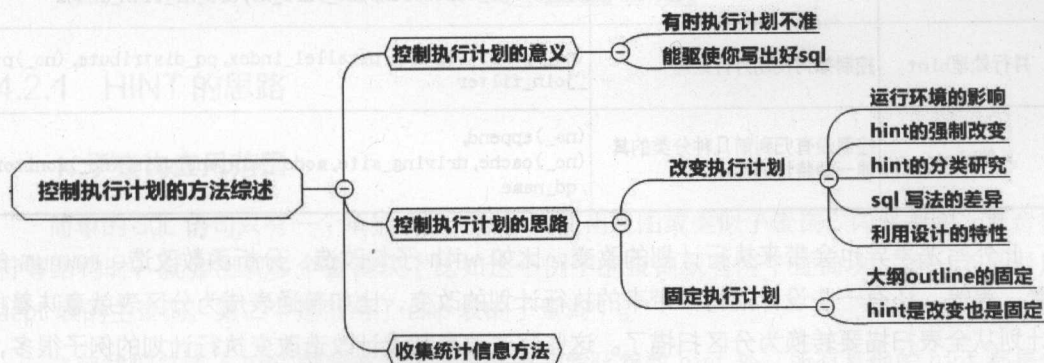 控制执行计划的方法综述
控制执行计划的意义
有时执行计划不准
能驱使你写出好sql
控制执行计划的思路
改变执行计划
运行环境的影响
hint的强制改变
hint的分类研究
sql 写法的差异
利用设计的特性
固定执行计划
大纲outline的固定
hint是改变也是固定
收集统计信息方法